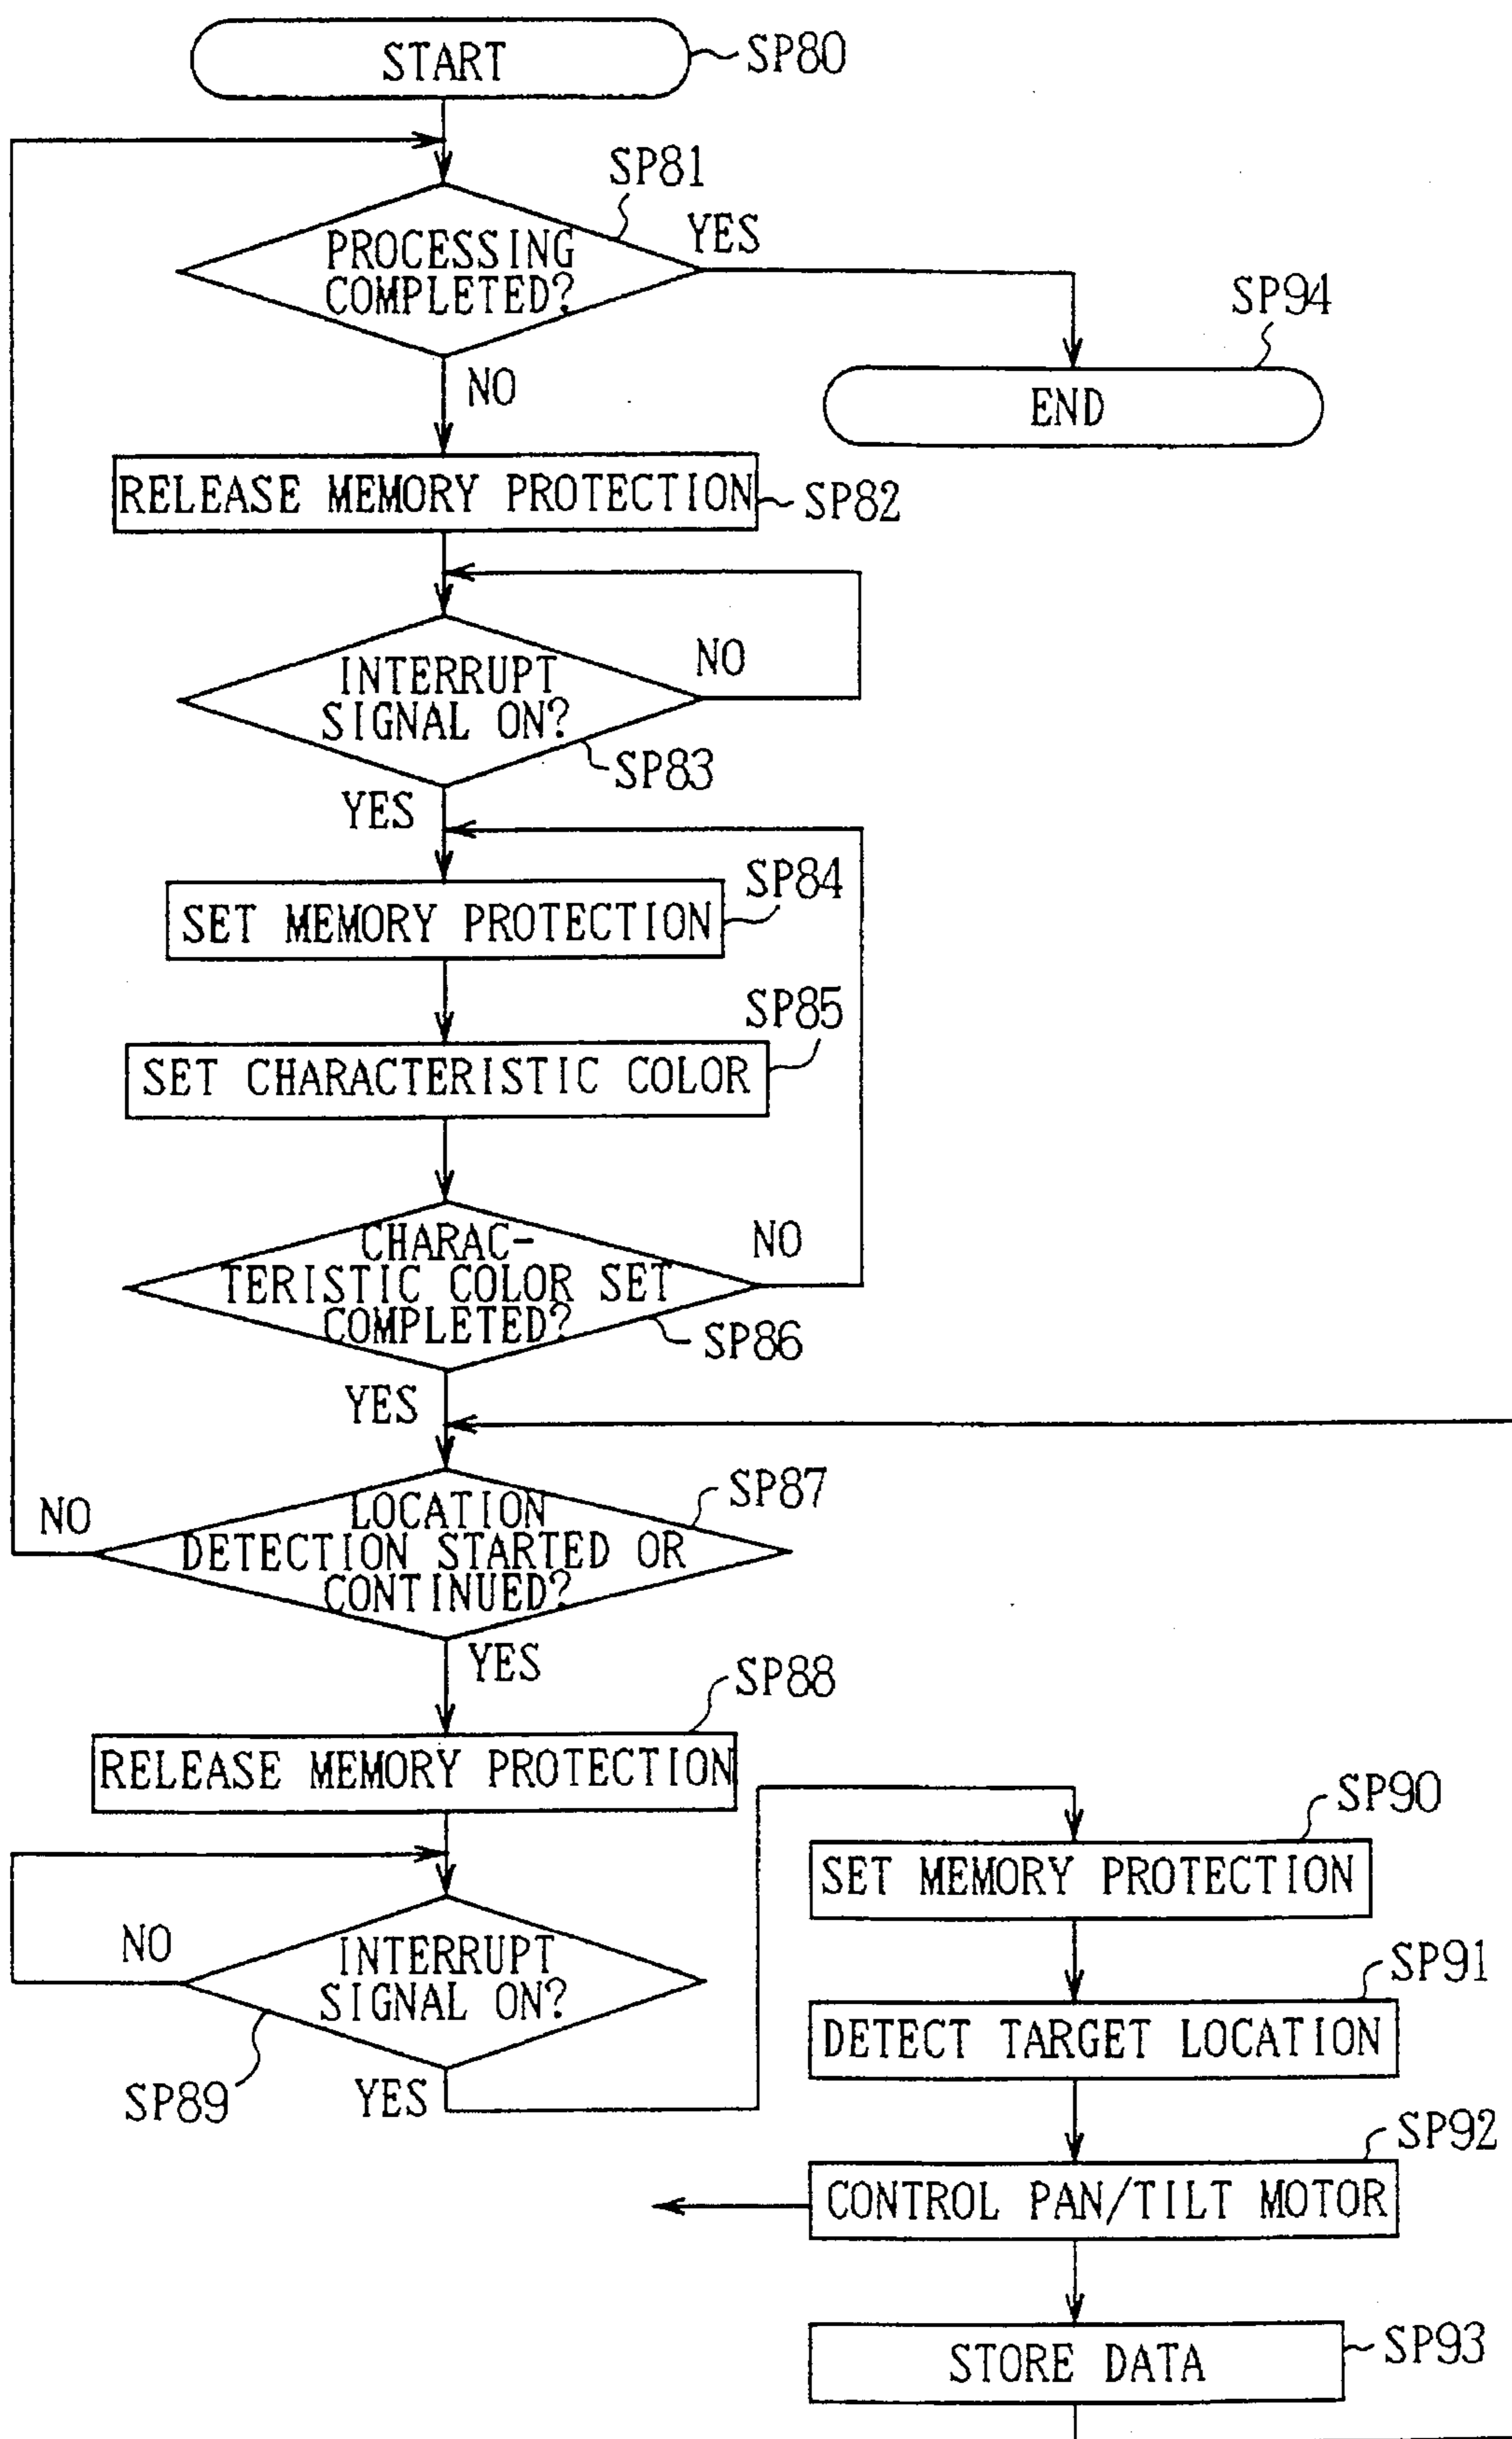 START
SP80
SP81
PROCESSING
COMPLETED?
YES
SP94
END
NO
RELEASE MEMORY PROTECTION
SP82
INTERRUPT
SIGNAL ON?
NO
SP83
YES
SP84
SET MEMORY PROTECTION
SP85
SET CHARACTERISTIC COLOR
CHARAC-
TERISTIC COLOR SET
COMPLETED?
NO
SP86
YES
SP87
NO
LOCATION
DETECTION STARTED OR
CONTINUED?
YES
SP88
RELEASE MEMORY PROTECTION
NO
INTERRUPT
SIGNAL ON?
SP89
YES
SP90
SET MEMORY PROTECTION
SP91
DETECT TARGET LOCATION
SP92
CONTROL PAN/TILT MOTOR
STORE DATA
SP93